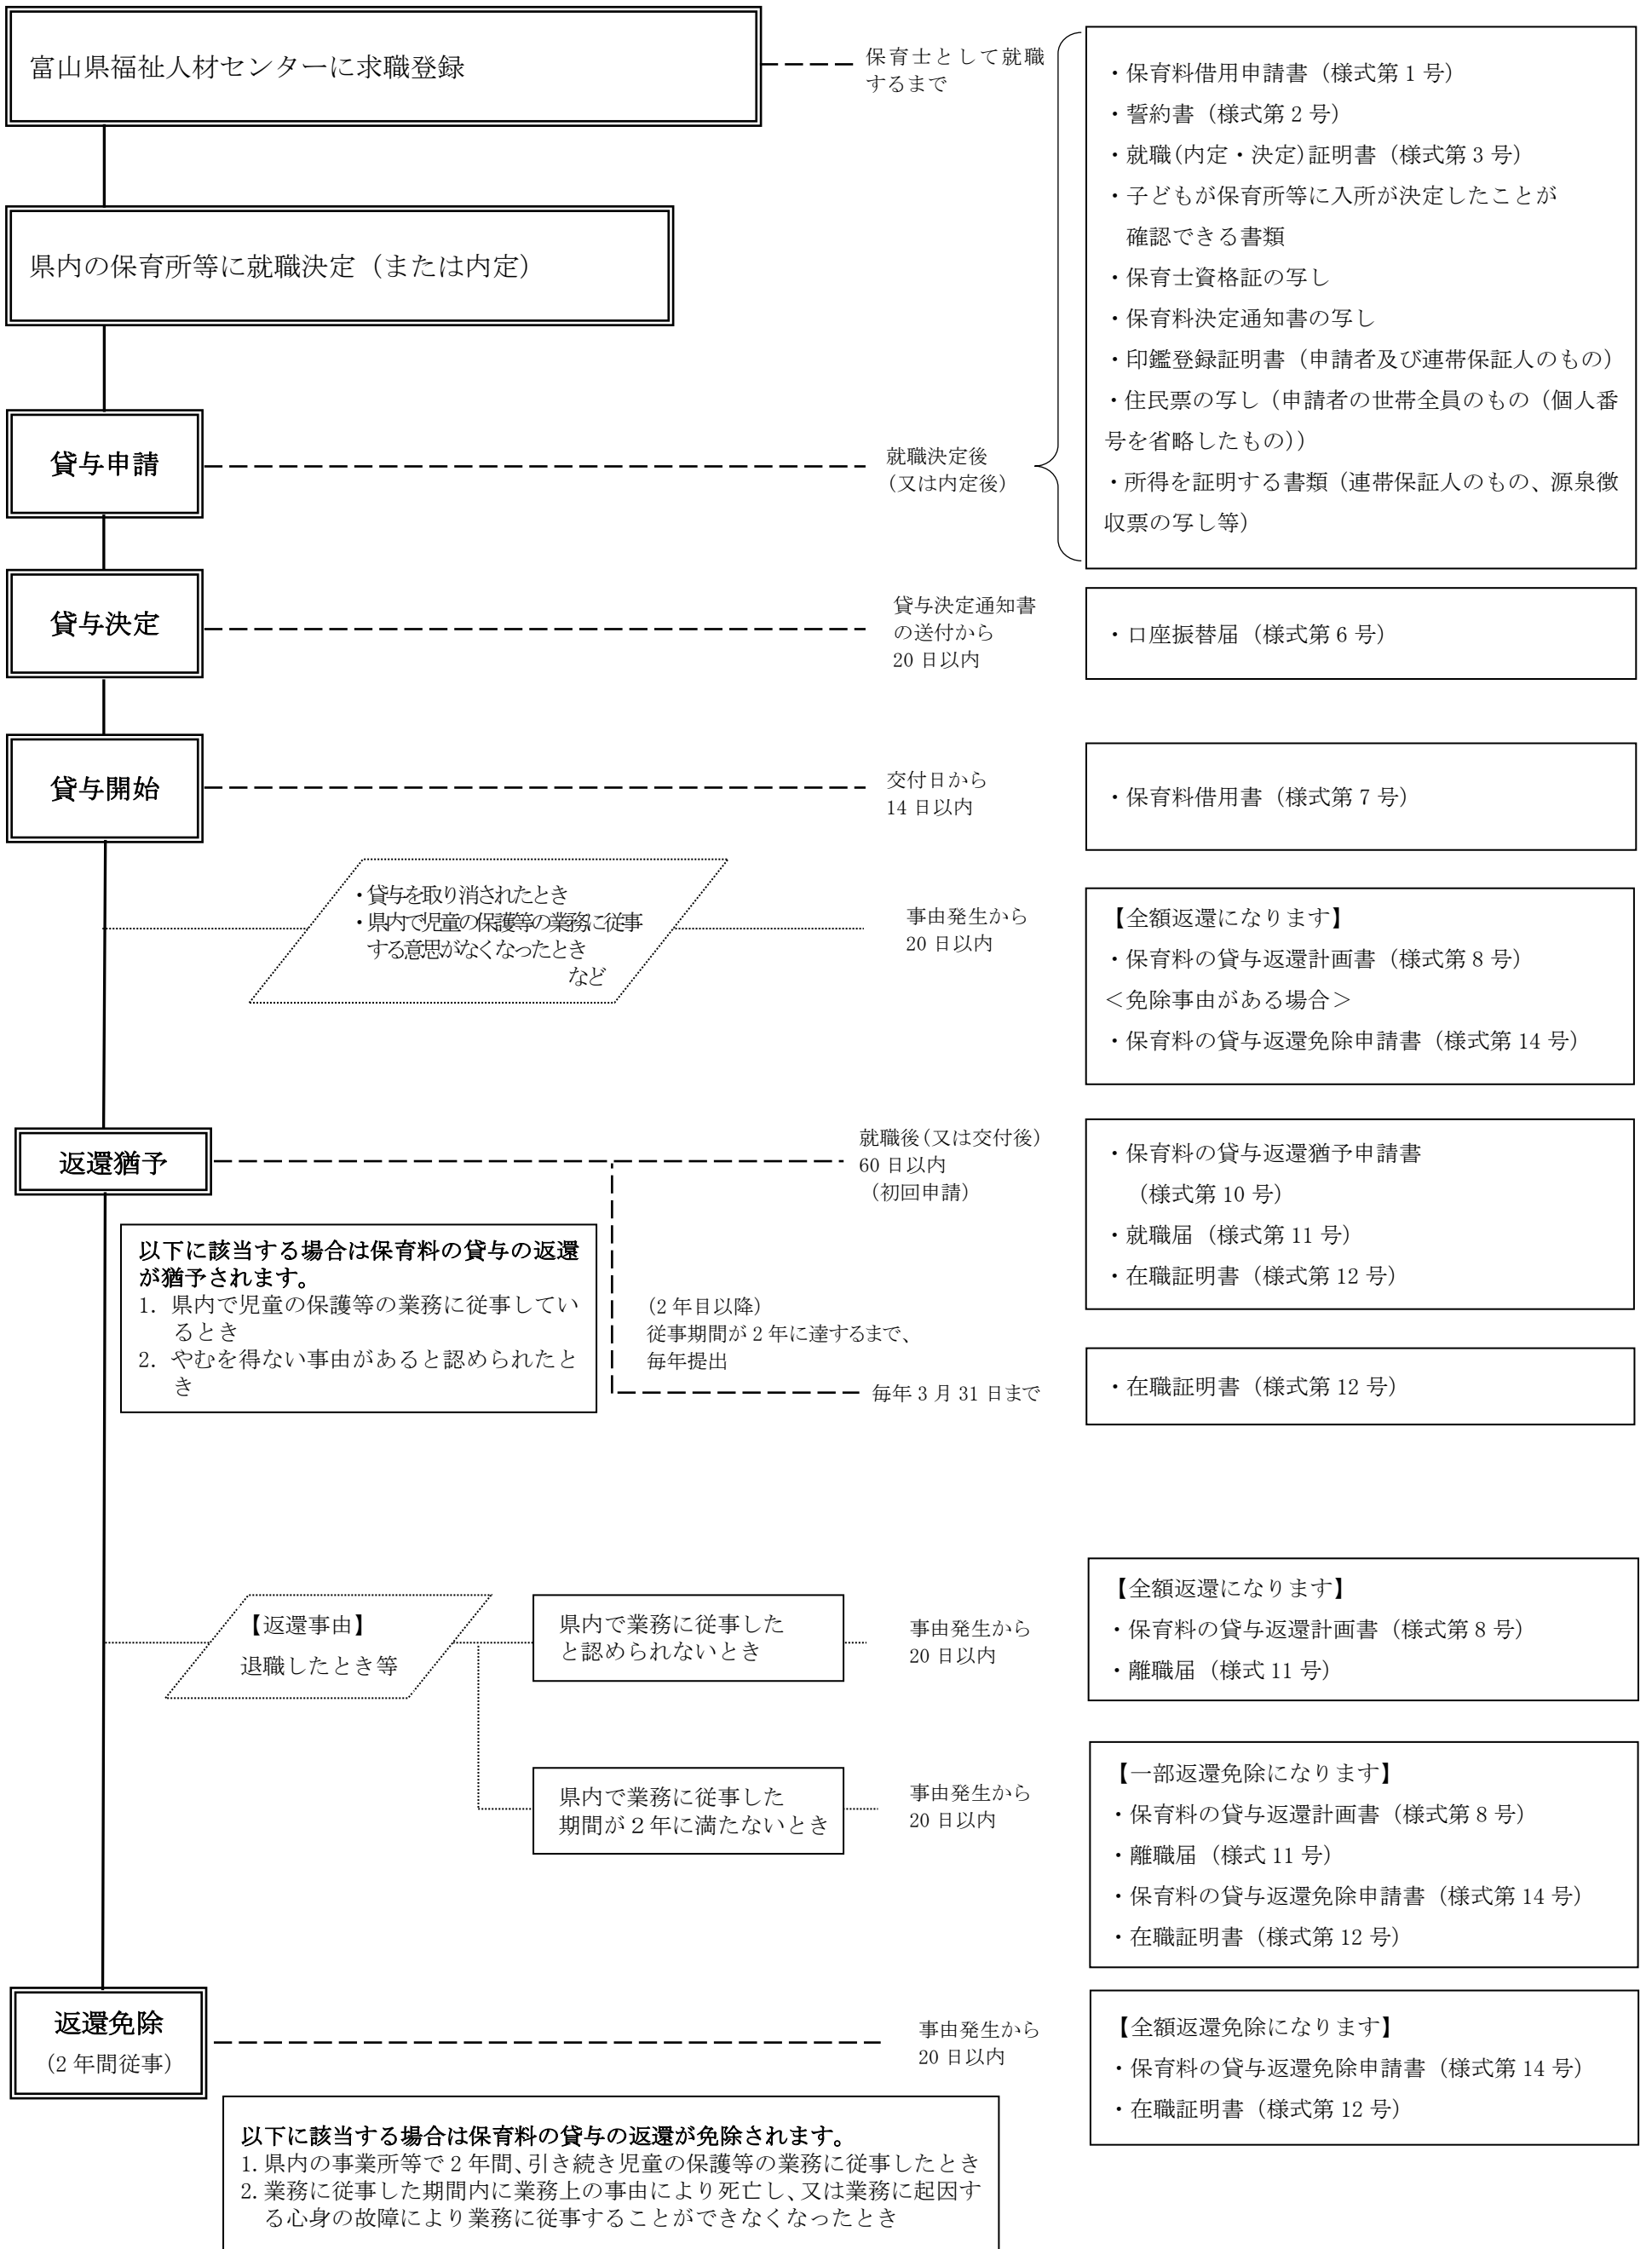 富山県福祉人材センターに求職登録
保育士として就職
するまで
県内の保育所等に就職決定（または内定）
貸与申請
就職決定後
（又は内定後）
・保育料借用申請書（様式第 1 号）
・誓約書（様式第 2 号）
・就職(内定・決定)証明書（様式第 3 号）
・子どもが保育所等に入所が決定したことが
確認できる書類
・保育士資格証の写し
・保育料決定通知書の写し
・印鑑登録証明書（申請者及び連帯保証人のもの）
・住民票の写し（申請者の世帯全員のもの（個人番
号を省略したもの））
・所得を証明する書類（連帯保証人のもの、源泉徴
収票の写し等）
貸与決定
貸与決定通知書
の送付から
20 日以内
・口座振替届（様式第 6 号）
貸与開始
交付日から
14 日以内
・保育料借用書（様式第 7 号）
・貸与を取り消されたとき
・県内で児童の保護等の業務に従事
する意思がなくなったとき
など
事由発生から
20 日以内
【全額返還になります】
・保育料の貸与返還計画書（様式第 8 号）
＜免除事由がある場合＞
・保育料の貸与返還免除申請書（様式第 14 号）
返還猶予
就職後（又は交付後）
60 日以内
（初回申請）
・保育料の貸与返還猶予申請書
（様式第 10 号）
・就職届（様式第 11 号）
・在職証明書（様式第 12 号）
以下に該当する場合は保育料の貸与の返還
が猶予されます。
1. 県内で児童の保護等の業務に従事してい
るとき
2. やむを得ない事由があると認められたと
き
（2 年目以降）
従事期間が 2 年に達するまで、
毎年提出
毎年 3 月 31 日まで
・在職証明書（様式第 12 号）
【返還事由】
退職したとき等
県内で業務に従事した
と認められないとき
事由発生から
20 日以内
【全額返還になります】
・保育料の貸与返還計画書（様式第 8 号）
・離職届（様式 11 号）
県内で業務に従事した
期間が２年に満たないとき
事由発生から
20 日以内
【一部返還免除になります】
・保育料の貸与返還計画書（様式第 8 号）
・離職届（様式 11 号）
・保育料の貸与返還免除申請書（様式第 14 号）
・在職証明書（様式第 12 号）
返還免除
（2 年間従事）
事由発生から
20 日以内
【全額返還免除になります】
・保育料の貸与返還免除申請書（様式第 14 号）
・在職証明書（様式第 12 号）
以下に該当する場合は保育料の貸与の返還が免除されます。
1. 県内の事業所等で 2 年間、引き続き児童の保護等の業務に従事したとき
2. 業務に従事した期間内に業務上の事由により死亡し、又は業務に起因す
る心身の故障により業務に従事することができなくなったとき